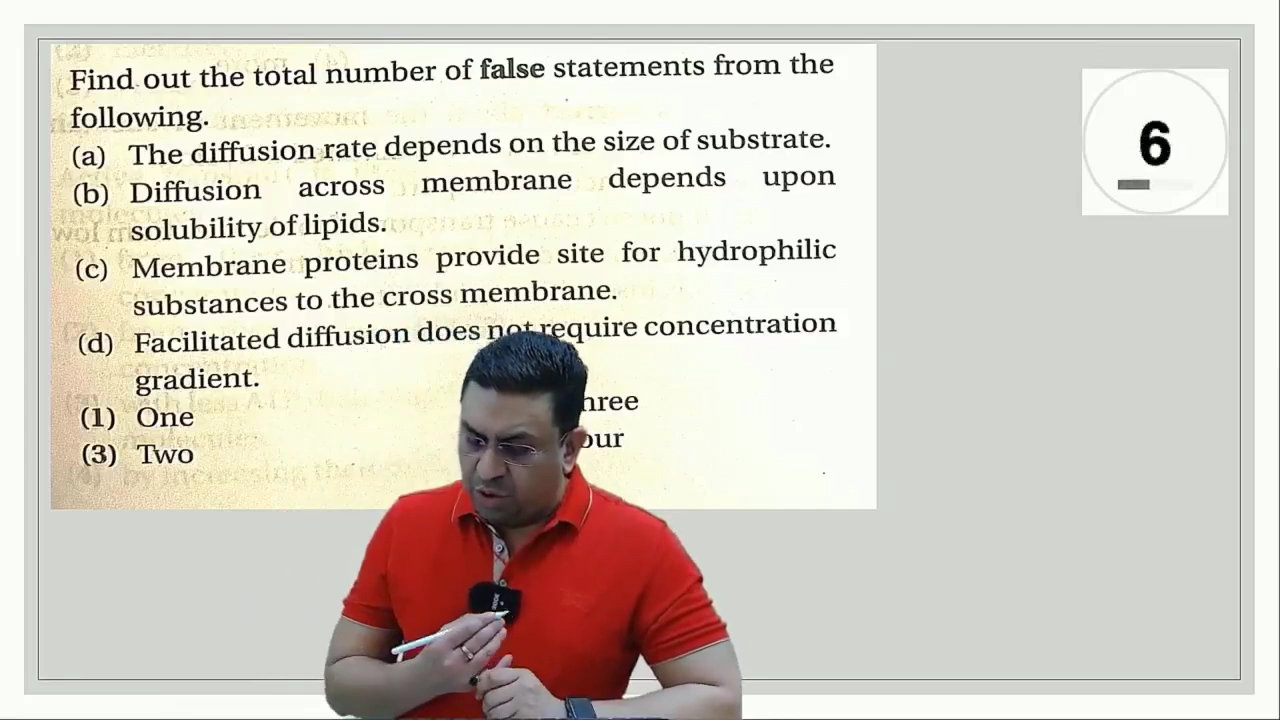 Find out the total number of false statements from the
following.
(a) The diffusion rate depends on the size of substrate.
(b) Diffusion across membrane depends upon
solubility of lipids.
(c) Membrane proteins provide site for hydrophilic
substances to the cross membrane.
(d) Facilitated diffusion does not require concentration
gradient.
(1) One
(3) Two
6